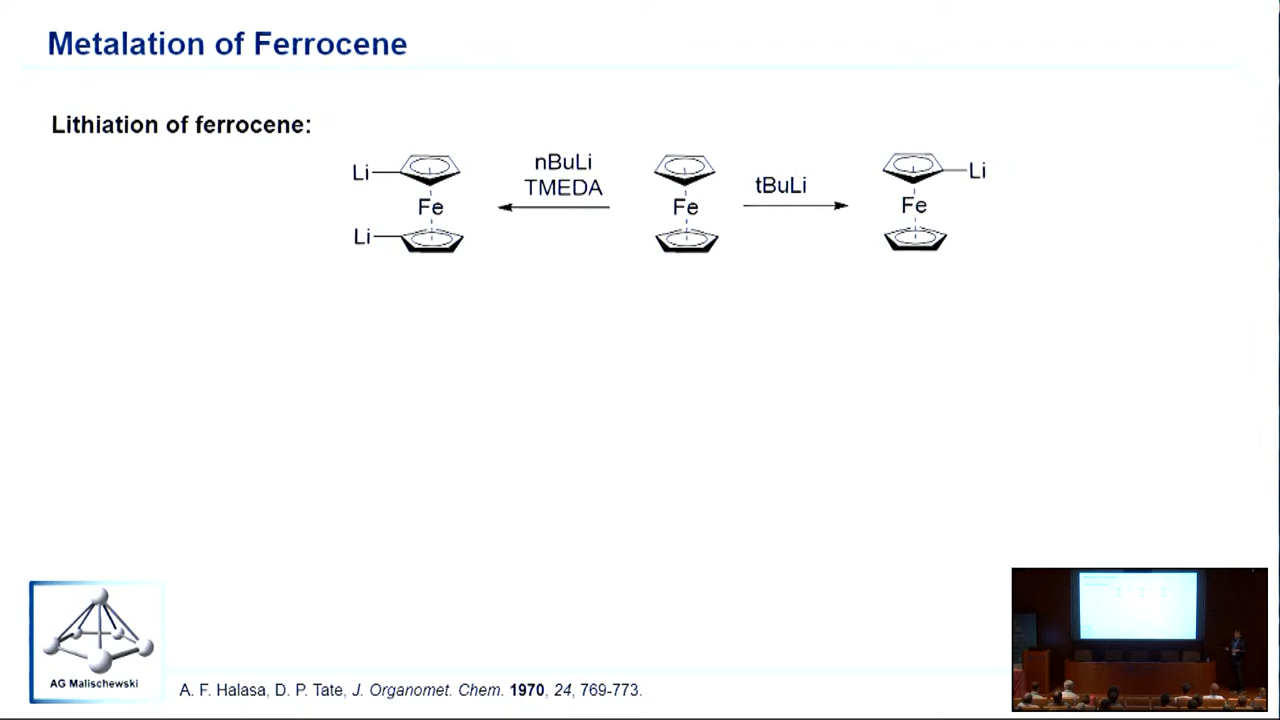 Metalation of Ferrocene
Lithiation of ferrocene:
Li
Fe
Li
nBuLi
TMEDA
Fe
tBuLi
Li
Fe
AG Malischewski
A. F. Halasa, D. P. Tate, J. Organomet. Chem. 1970, 24, 769-773.